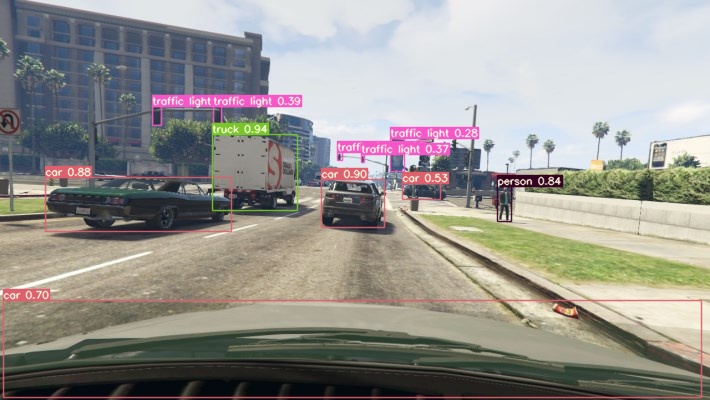 traffic light traffic light 0.39
truck 0.94
traffic light 0.28
traff traffic light 0.37
car 0.88
car 0.90
car 0.53
person 0.84
car 0.70